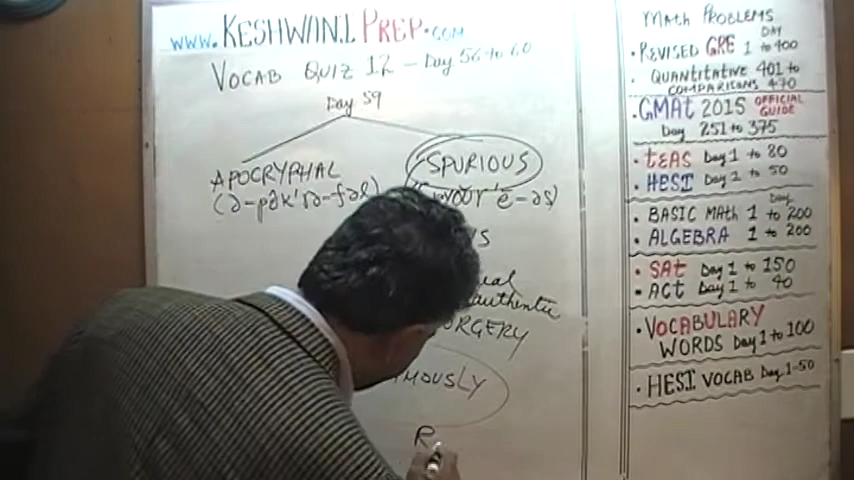 www.KESHWANI PREP.COM
VOCAB QUIZ 12 - Day 56 to 60
Day 59
APOCRYPHAL
SPURIOUS
authentic
R
MATH PROBLEMS
• REVISED GRE DAY 1 to 400
• QUANTITATIVE 401 to
COMPARISONS 470
• GMAT 2015 OFFICIAL GUIDE
Day 251 to 375
• TEAS Day 1 to 80
• HESI Day 1 to 50
Day
• BASIC MATH 1 to 200
• ALGEBRA 1 to 200
• SAT Day 1 to 150
• ACT Day 1 to 40
• VOCABULARY
WORDS Day 1 to 100
• HESI VOCAB Day 1-50